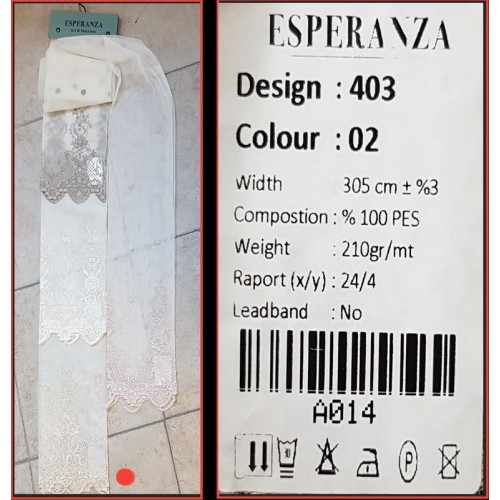 ESPERANZA
ESPERANZA
Design : 403
Colour : 02
Width : 305 cm ± %3
Compostion : % 100 PES
Weight : 210gr/mt
Raport (x/y) : 24/4
Leadband : No
A014
P